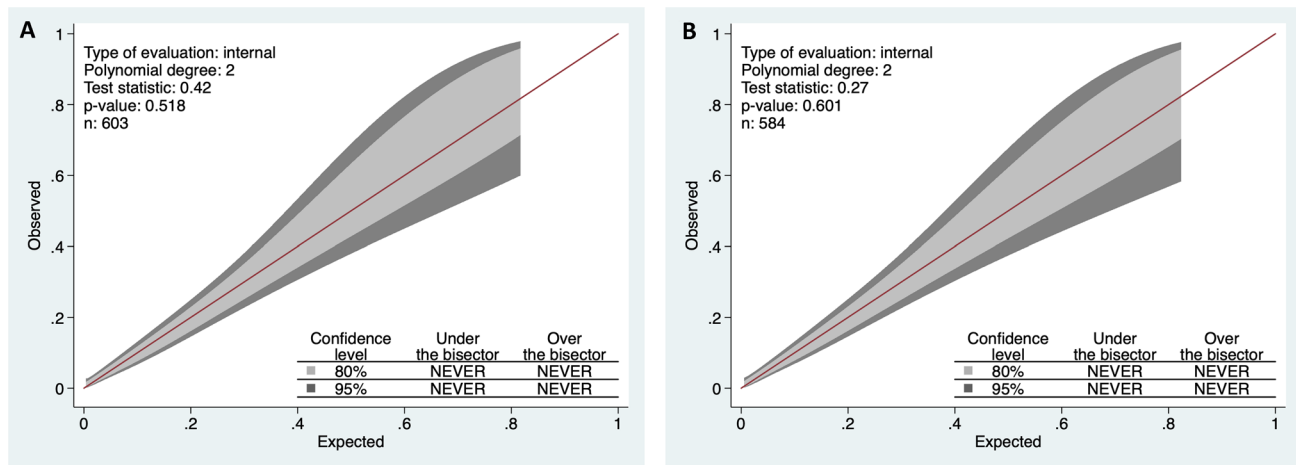 A
Type of evaluation: internal
Polynomial degree: 2
Test statistic: 0.42
p-value: 0.518
n: 603
Observed
1
.8
.6
.4
.2
0
Confidence level Under the bisector Over the bisector
80% NEVER NEVER
95% NEVER NEVER
0 .2 .4 .6 .8 1
Expected
B
Type of evaluation: internal
Polynomial degree: 2
Test statistic: 0.27
p-value: 0.601
n: 584
Observed
1
.8
.6
.4
.2
0
Confidence level Under the bisector Over the bisector
80% NEVER NEVER
95% NEVER NEVER
0 .2 .4 .6 .8 1
Expected